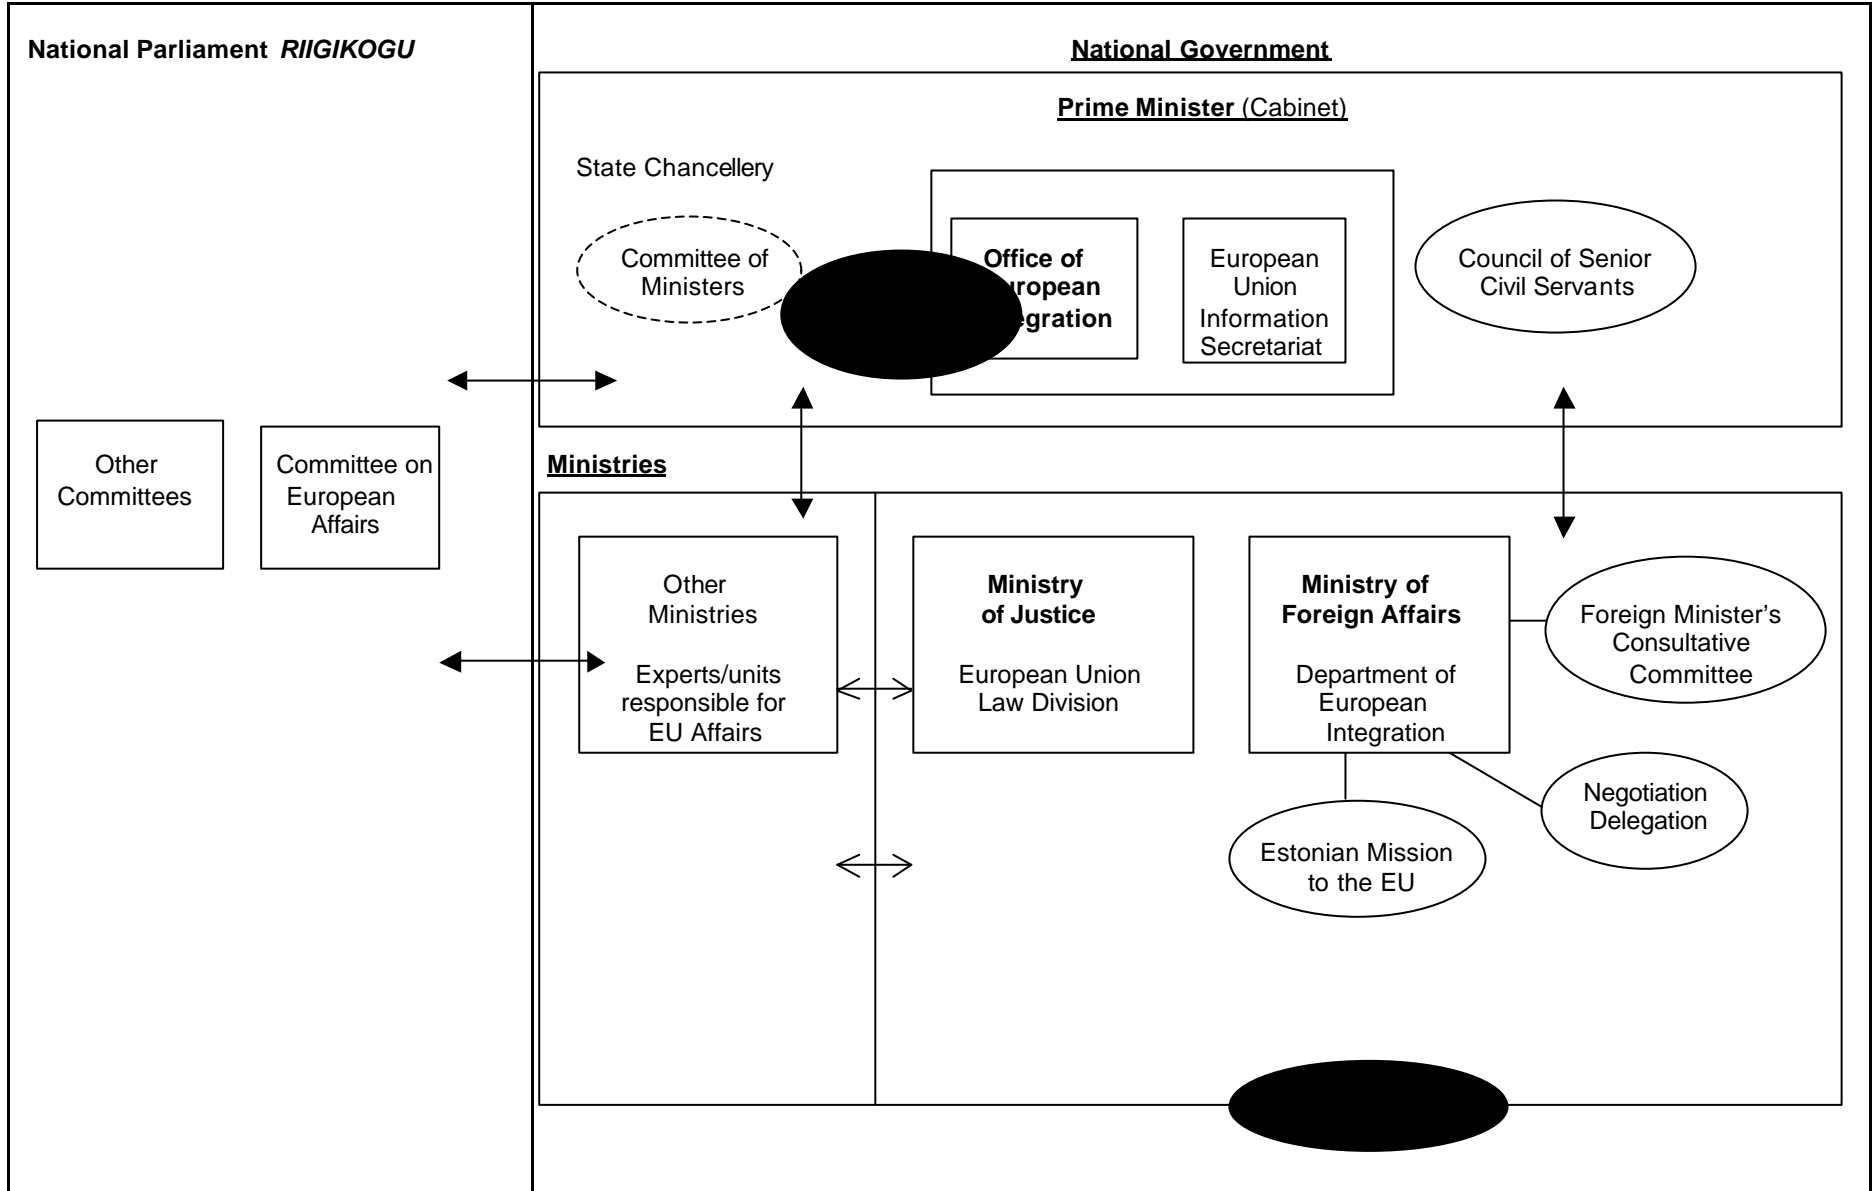 National Parliament RIIGIKOGU
National Government
Prime Minister (Cabinet)
State Chancellery
Committee of
Ministers
Office of
uropean
egration
European
Union
Information
Secretariat
Council of Senior
Civil Servants
Other
Committees
Committee on
European
Affairs
Ministries
Other
Ministries
Experts/units
responsible for
EU Affairs
Ministry
of Justice
European Union
Law Division
Ministry of
Foreign Affairs
Department of
European
Integration
Foreign Minister's
Consultative
Committee
Negotiation
Delegation
Estonian Mission
to the EU